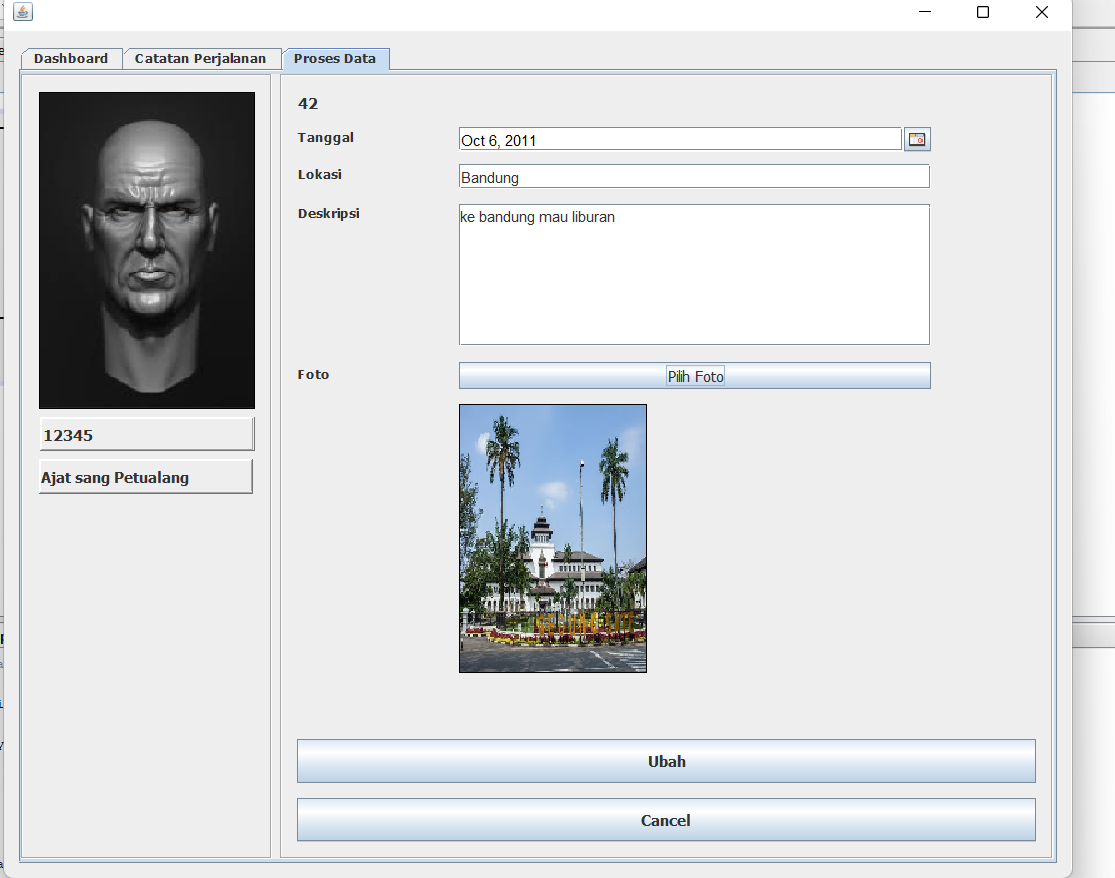 Dashboard
Catatan Perjalanan
Proses Data
12345
Ajat sang Petualang
42
Tanggal
Oct 6, 2011
Lokasi
Bandung
Deskripsi
ke bandung mau liburan
Foto
Pilih Foto
Ubah
Cancel